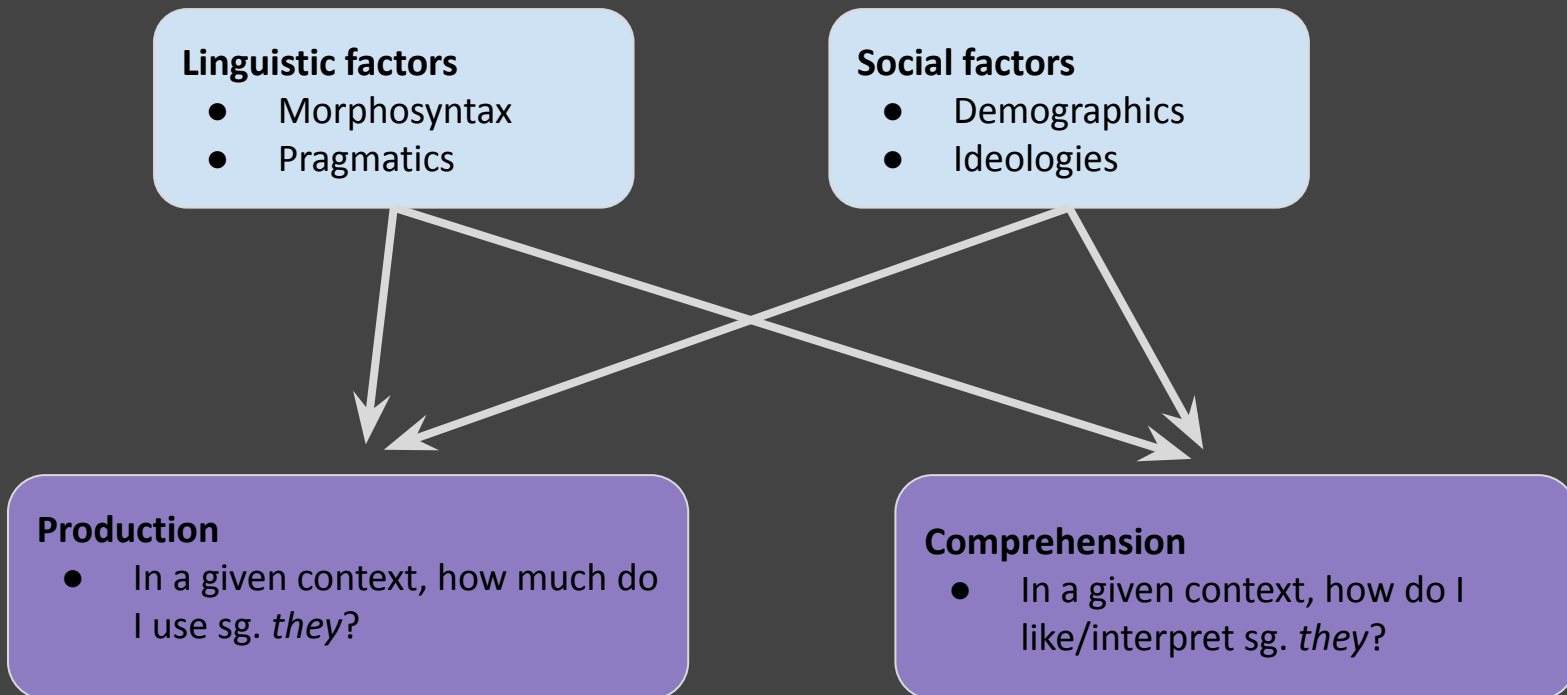 Linguistic factors
● Morphosyntax
● Pragmatics
Social factors
● Demographics
● Ideologies
Production
● In a given context, how much do
I use sg. they?
Comprehension
● In a given context, how do I
like/interpret sg. they?